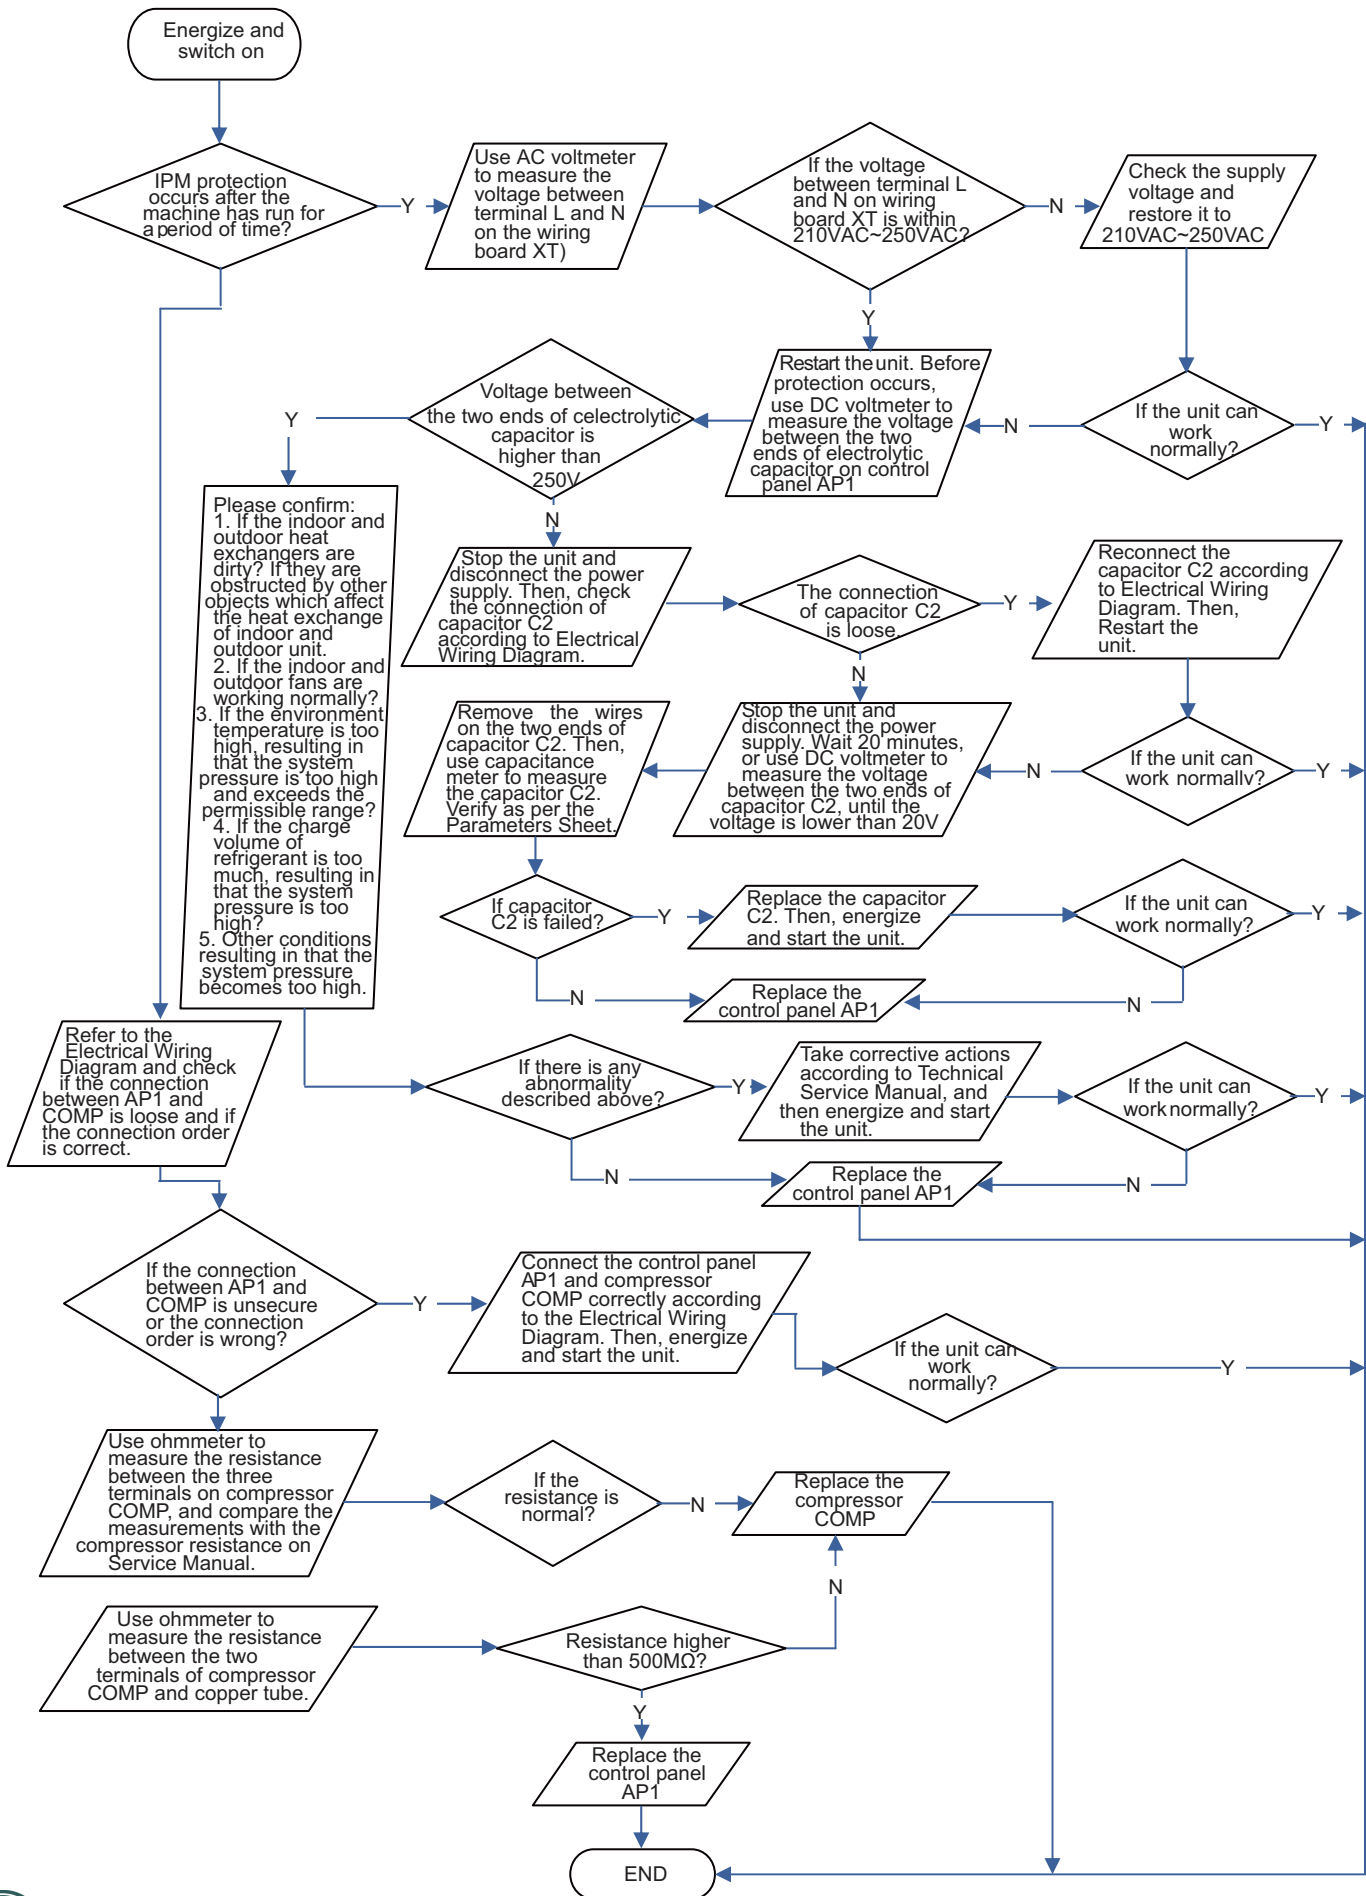 Energize and
switch on
IPM protection
occurs after the
machine has run for
a period of time?
Y
Use AC voltmeter
to measure the
voltage between
terminal L and N
on the wiring
board XT)
If the voltage
between terminal L
and N on wiring
board XT is within
210VAC~250VAC?
N
Check the supply
voltage and
restore it to
210VAC~250VAC
Y
Voltage between
the two ends of celectrolytic
capacitor is
higher than
250V
Y
Restart the unit. Before
protection occurs,
use DC voltmeter to
measure the voltage
between the two
ends of electrolytic
capacitor on control
panel AP1
N
If the unit can
work
normally?
Y
N
Please confirm:
1. If the indoor and
outdoor heat
exchangers are
dirty? If they are
obstructed by other
objects which affect
the heat exchange
of indoor and
outdoor unit.
2. If the indoor and
outdoor fans are
working normally?
3. If the environment
temperature is too
high, resulting in
that the system
pressure is too high
and exceeds the
permissible range?
4. If the charge
volume of
refrigerant is too
much, resulting in
that the system
pressure is too
high?
5. Other conditions
resulting in that the
system pressure
becomes too high.
Stop the unit and
disconnect the power
supply. Then, check
the connection of
capacitor C2
according to Electrical
Wiring Diagram.
The connection
of capacitor C2
is loose.
Y
Reconnect the
capacitor C2 according
to Electrical Wiring
Diagram. Then,
Restart the
unit.
N
Remove the wires
on the two ends of
capacitor C2. Then,
use capacitance
meter to measure
the capacitor C2.
Verify as per the
Parameters Sheet.
Stop the unit and
disconnect the power
supply. Wait 20 minutes,
or use DC voltmeter to
measure the voltage
between the two ends of
capacitor C2, until the
voltage is lower than 20V
N
If the unit can
work normally?
Y
If capacitor
C2 is failed?
Y
Replace the capacitor
C2. Then, energize
and start the unit.
If the unit can
work normally?
Y
N
Replace the
control panel AP1
N
Refer to the
Electrical Wiring
Diagram and check
if the connection
between AP1 and
COMP is loose and if
the connection order
is correct.
If there is any
abnormality
described above?
Y
Take corrective actions
according to Technical
Service Manual, and
then energize and start
the unit.
If the unit can
work normally?
Y
N
Replace the
control panel AP1
N
If the connection
between AP1 and
COMP is unsecure
or the connection
order is wrong?
Y
Connect the control panel
AP1 and compressor
COMP correctly according
to the Electrical Wiring
Diagram. Then, energize
and start the unit.
If the unit can
work
normally?
Y
Use ohmmeter to
measure the resistance
between the three
terminals on compressor
COMP, and compare the
measurements with the
compressor resistance on
Service Manual.
If the
resistance is
normal?
N
Replace the
compressor
COMP
N
Use ohmmeter to
measure the resistance
between the two
terminals of compressor
COMP and copper tube.
Resistance higher
than 500MΩ?
Y
Replace the
control panel
AP1
END